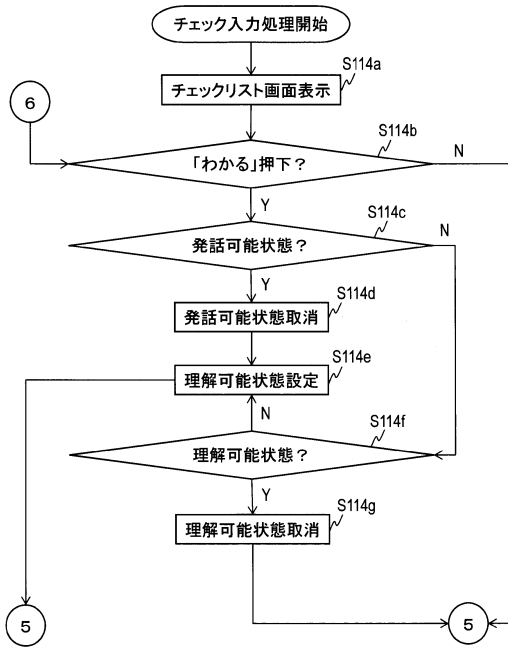 チェック入力処理開始
S114a
チェックリスト画面表示
6
S114b
「わかる」押下？
N
Y
S114c
発話可能状態？
N
Y
S114d
発話可能状態取消
S114e
理解可能状態設定
N
S114f
理解可能状態？
Y
S114g
理解可能状態取消
5
5